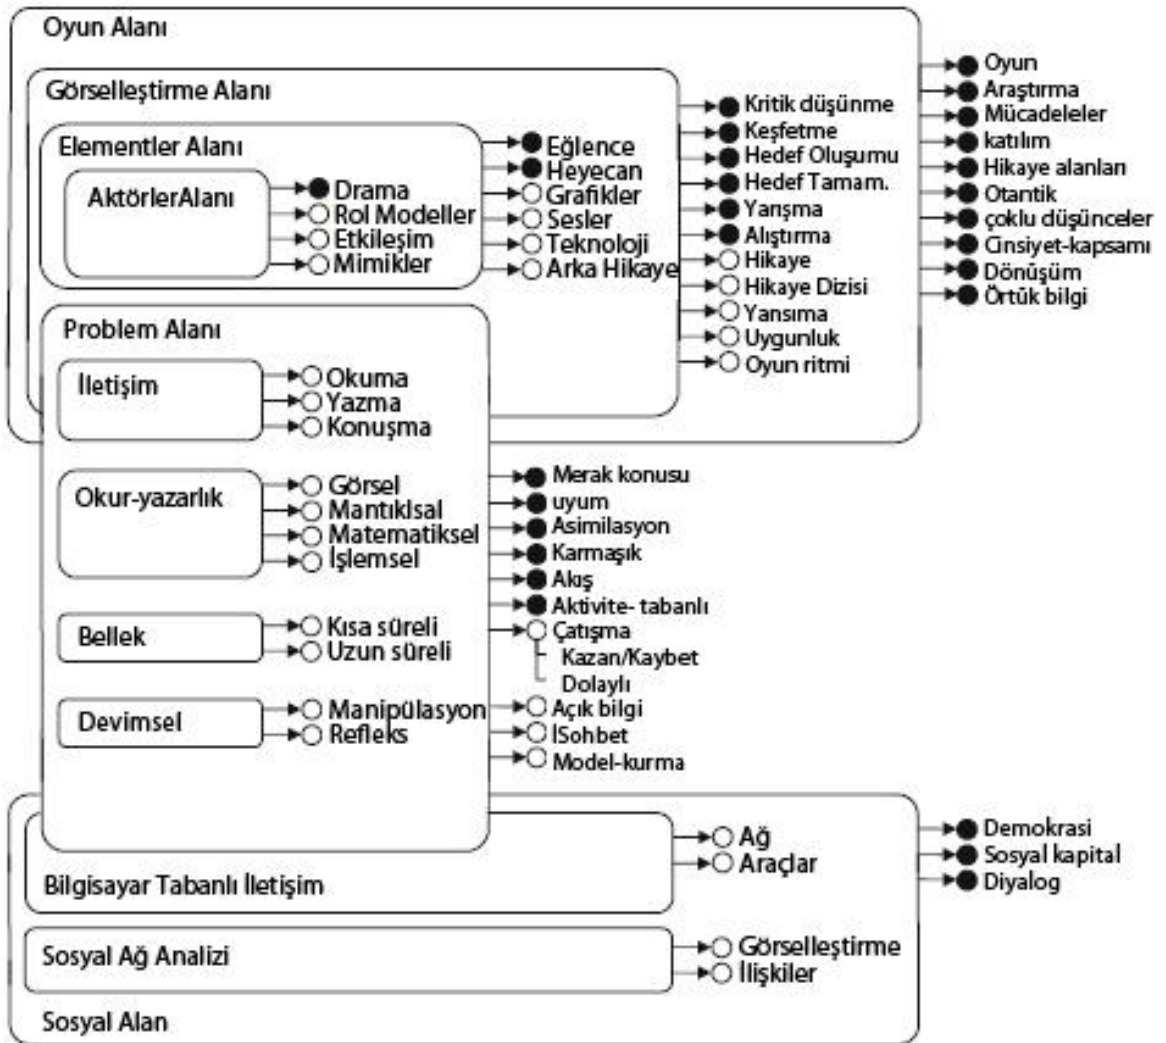 Oyun Alanı
Görselleştirme Alanı
Elementler Alanı
AktörlerAlanı
Drama
Rol Modeller
Etkileşim
Mimikler
Eğlence
Heyecan
Grafikler
Sesler
Teknoloji
Arka Hikaye
Kritik düşünme
Keşfetme
Hedef Oluşumu
Hedef Tamam.
Yarışma
Alıştırma
Hikaye
Hikaye Dizisi
Yansıma
Uygunluk
Oyun ritmi
Oyun
Araştırma
Mücadeleler
katılım
Hikaye alanları
Otantik
çoklu düşünceler
Cinsiyet-kapsamı
Dönüşüm
Örtük bilgi
Problem Alanı
İletişim
Okuma
Yazma
Konuşma
Okur-yazarlık
Görsel
Mantıklsal
Matematiksel
İşlemsel
Bellek
Kısa süreli
Uzun süreli
Devimsel
Manipülasyon
Refleks
Merak konusu
uyum
Asimilasyon
Karmaşık
Akış
Aktivite- tabanlı
Çatışma
Kazan/Kaybet
Dolaylı
Açık bilgi
İSohbet
Model-kurma
Bilgisayar Tabanlı İletişim
Ağ
Araçlar
Sosyal Ağ Analizi
Görselleştirme
İlişkiler
Sosyal Alan
Demokrasi
Sosyal kapital
Diyalog